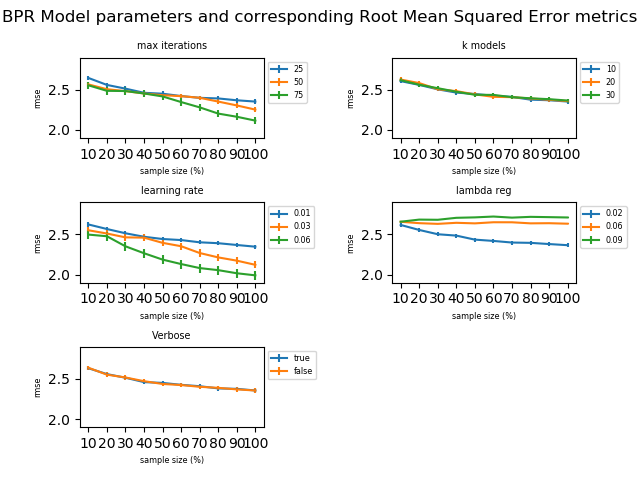 BPR Model parameters and corresponding Root Mean Squared Error metrics
max iterations
2.5
2.0
rmse
10 20 30 40 50 60 70 80 90 100
sample size (%)
25
50
75
k models
2.5
2.0
rmse
10 20 30 40 50 60 70 80 90 100
sample size (%)
10
20
30
learning rate
2.5
2.0
rmse
10 20 30 40 50 60 70 80 90 100
sample size (%)
0.01
0.03
0.06
lambda reg
2.5
2.0
rmse
10 20 30 40 50 60 70 80 90 100
sample size (%)
0.02
0.06
0.09
Verbose
2.5
2.0
rmse
10 20 30 40 50 60 70 80 90 100
sample size (%)
true
false